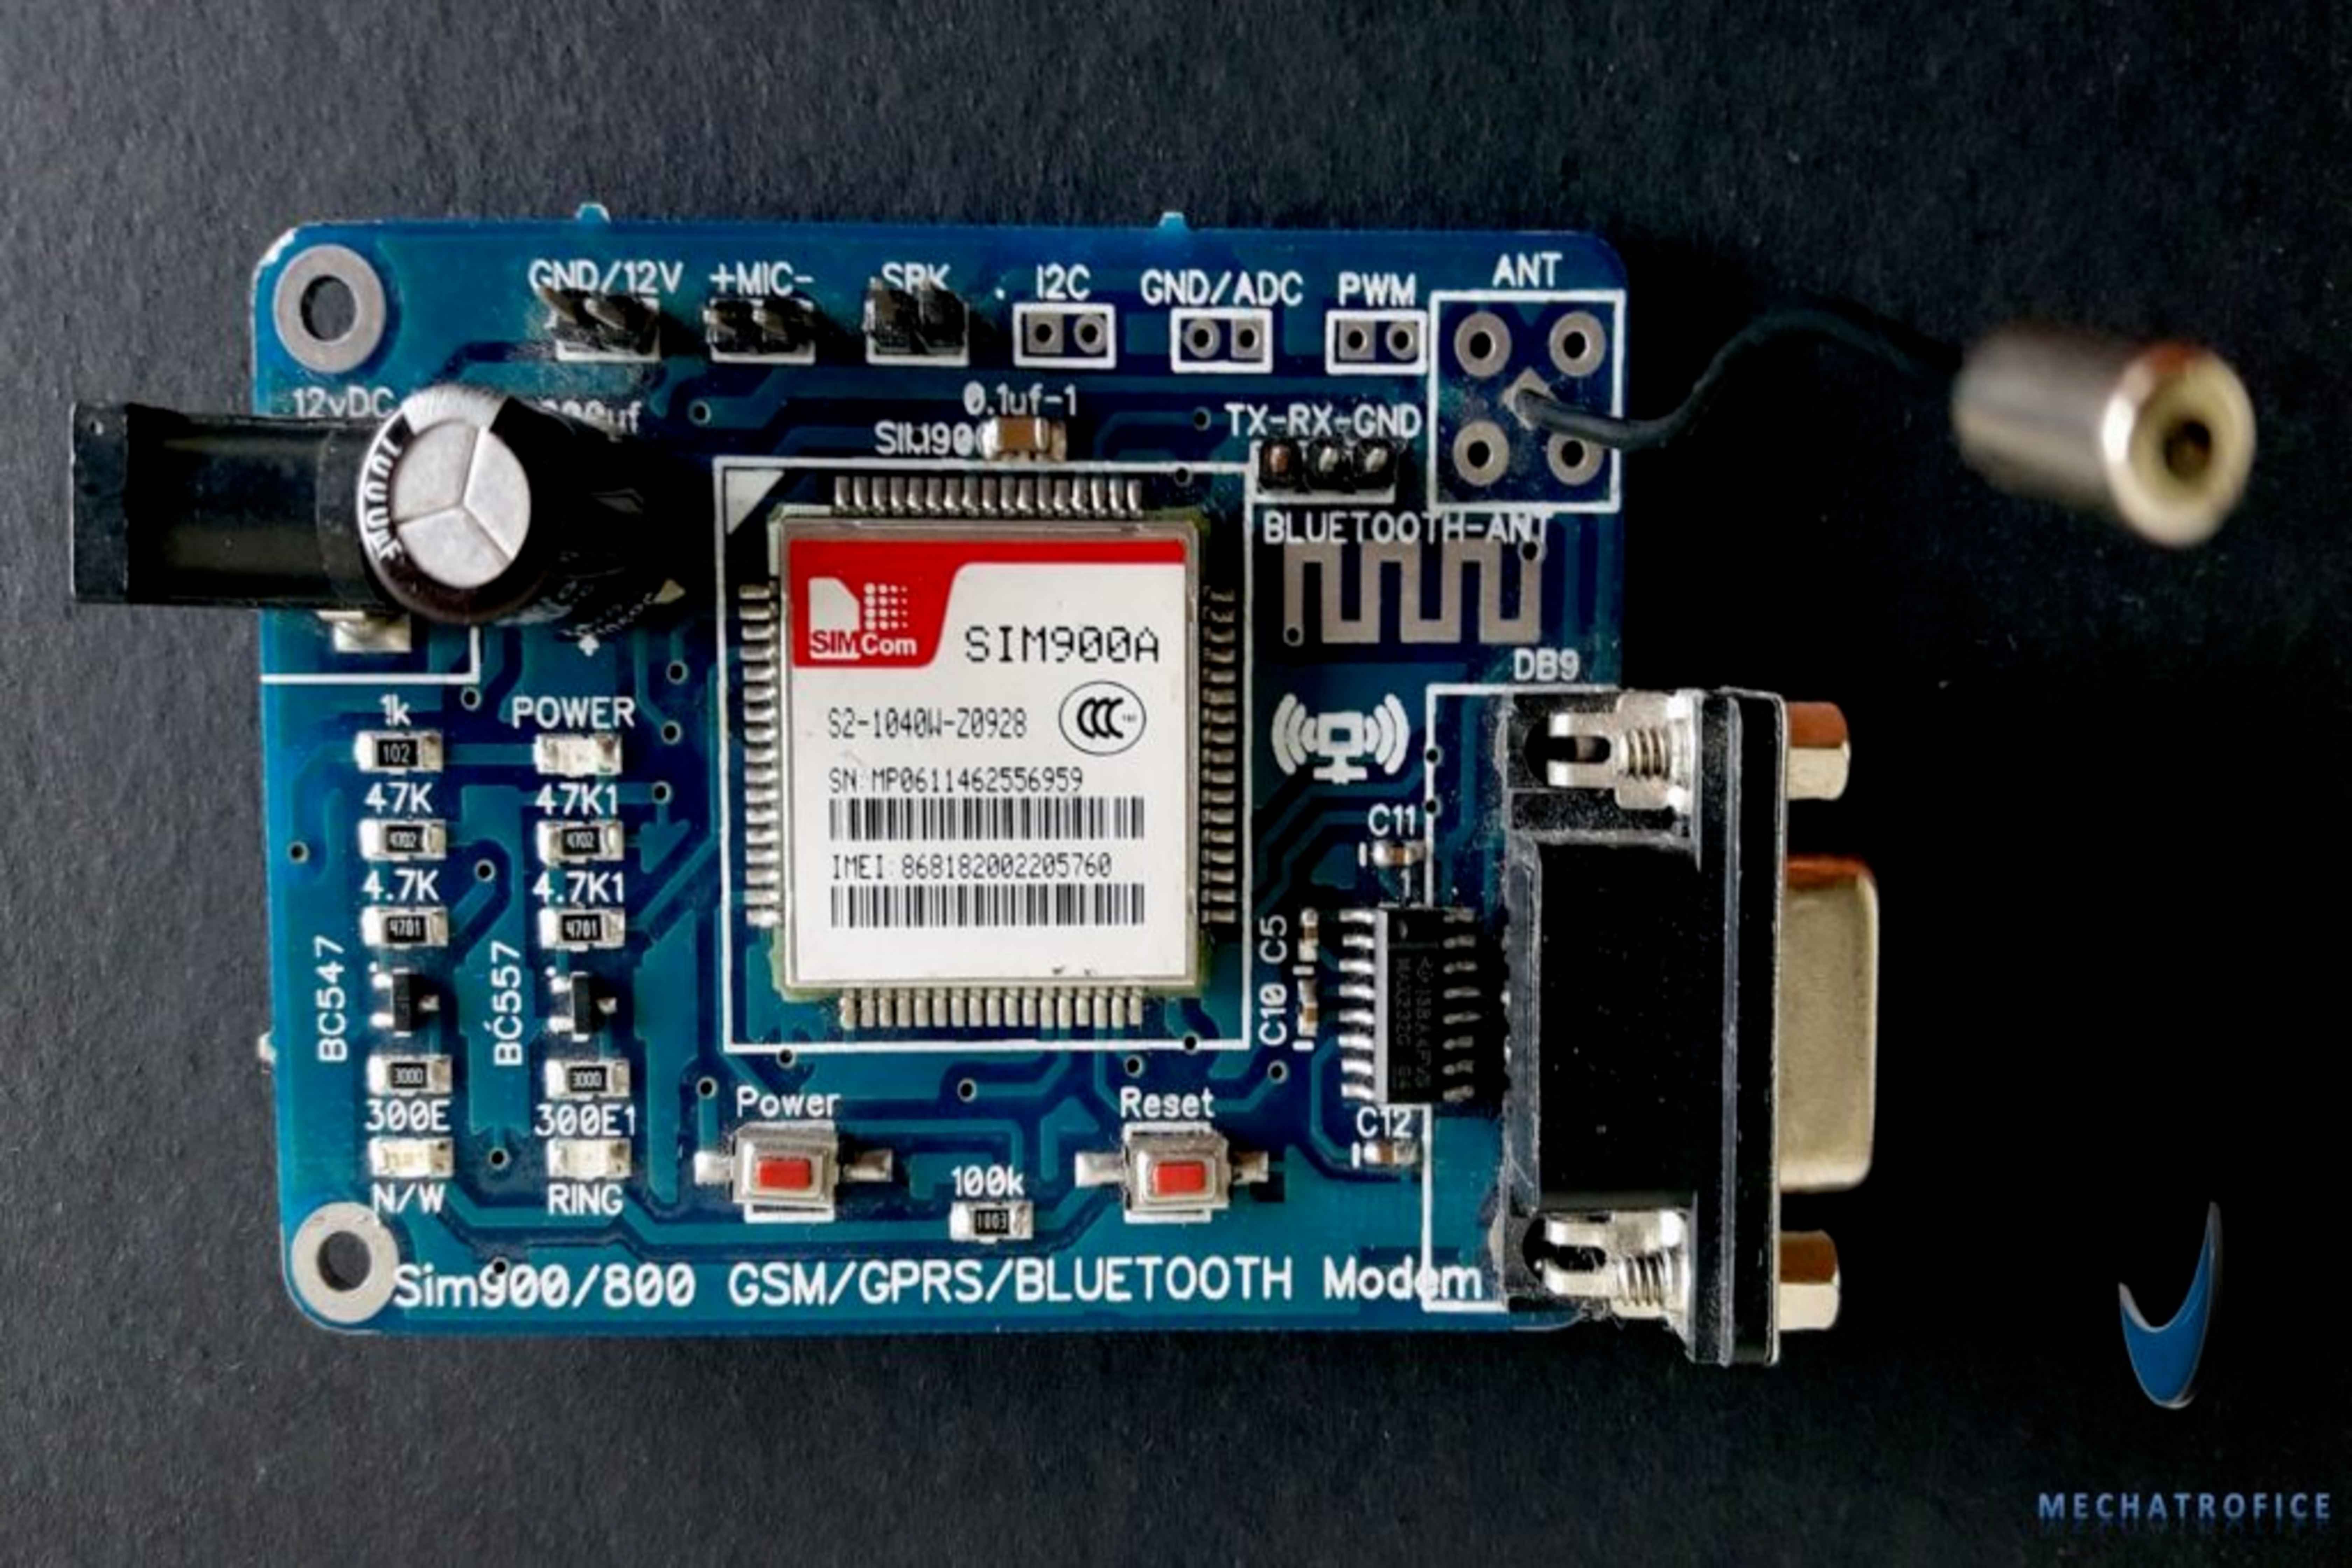 GND/12V +MIC- SPK I2C GND/ADC PWM ANT
12vDC
0.1uf-1
TX-RX-GND
BLUETOOTH-ANT
SIMCom
SIM900A
S2-1040W-Z0928
CCC
SN:MP0611462556959
IMEI:868182002205760
DB9
1k POWER
102
47K 47K1
4702 4702
4.7K 4.7K1
4701 4701
BC547 BC557
3000 3000
300E 300E1
N/W RING
C11
C10 C5
C12
Power Reset
100k
1003
Sim900/800 GSM/GPRS/BLUETOOTH Modem
MECHATROFICE